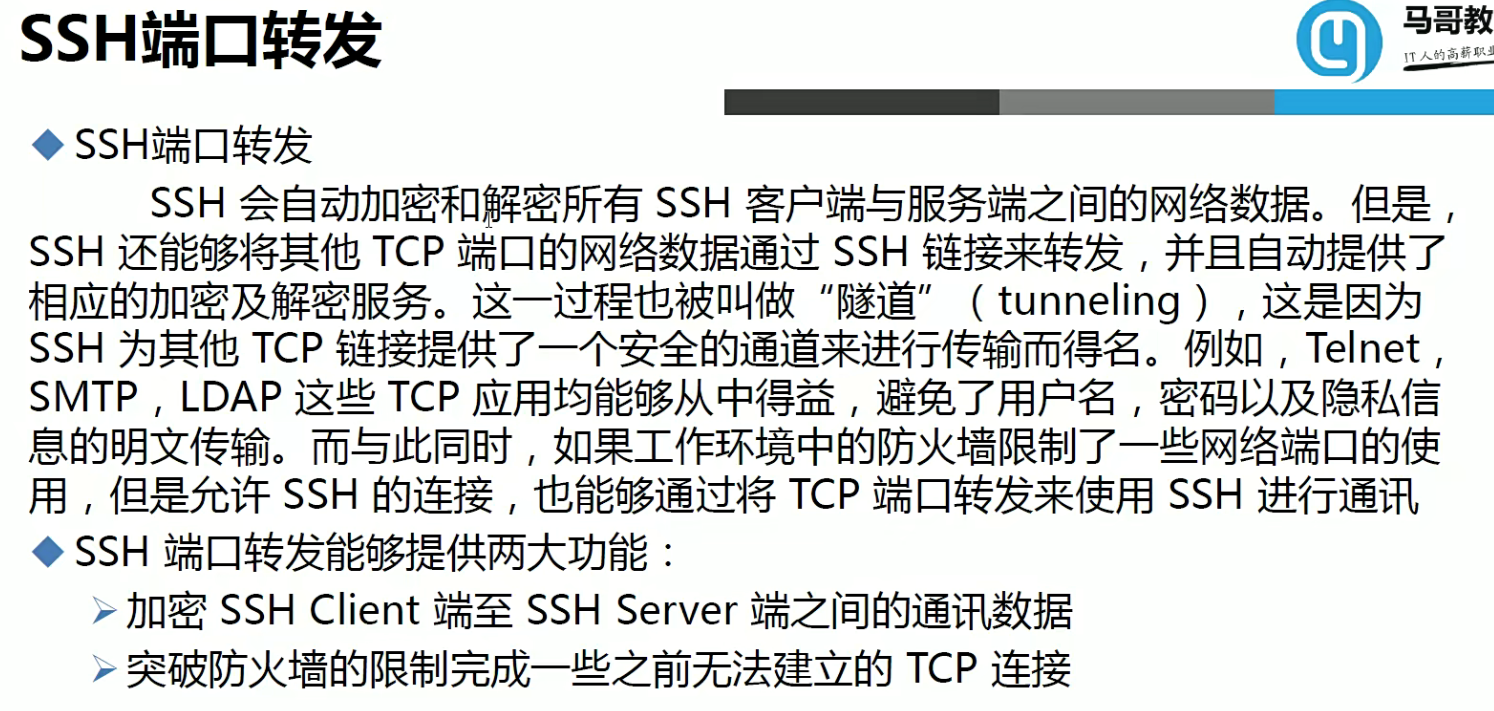 SSH端口转发
马哥教
IT人的高薪职业
SSH端口转发
SSH 会自动加密和解密所有 SSH 客户端与服务端之间的网络数据。但是，
SSH 还能够将其他 TCP 端口的网络数据通过 SSH 链接来转发，并且自动提供了
相应的加密及解密服务。这一过程也被叫做“隧道”（ tunneling ），这是因为
SSH 为其他 TCP 链接提供了一个安全的通道来进行传输而得名。例如，Telnet，
SMTP，LDAP 这些 TCP 应用均能够从中得益，避免了用户名，密码以及隐私信
息的明文传输。而与此同时，如果工作环境中的防火墙限制了一些网络端口的使
用，但是允许 SSH 的连接，也能够通过将 TCP 端口转发来使用 SSH 进行通讯
SSH 端口转发能够提供两大功能：
加密 SSH Client 端至 SSH Server 端之间的通讯数据
突破防火墙的限制完成一些之前无法建立的 TCP 连接